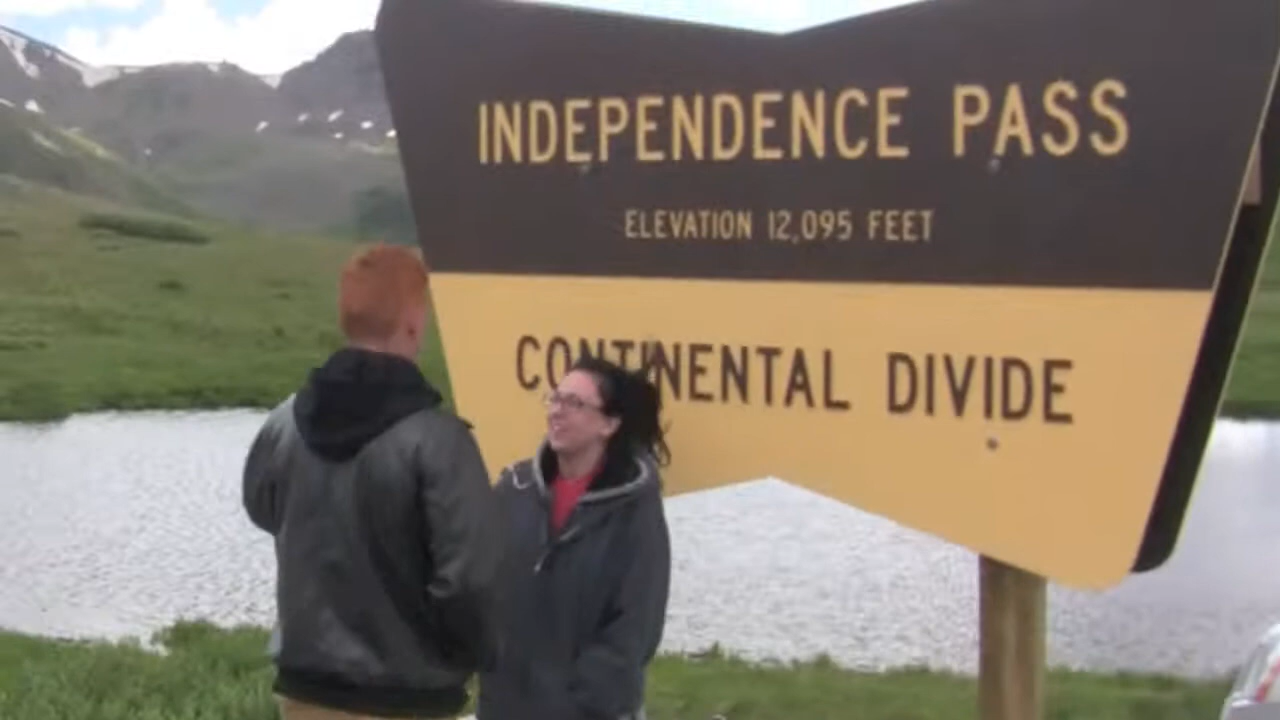 INDEPENDENCE PASS
ELEVATION 12,095 FEET
CONTINENTAL DIVIDE